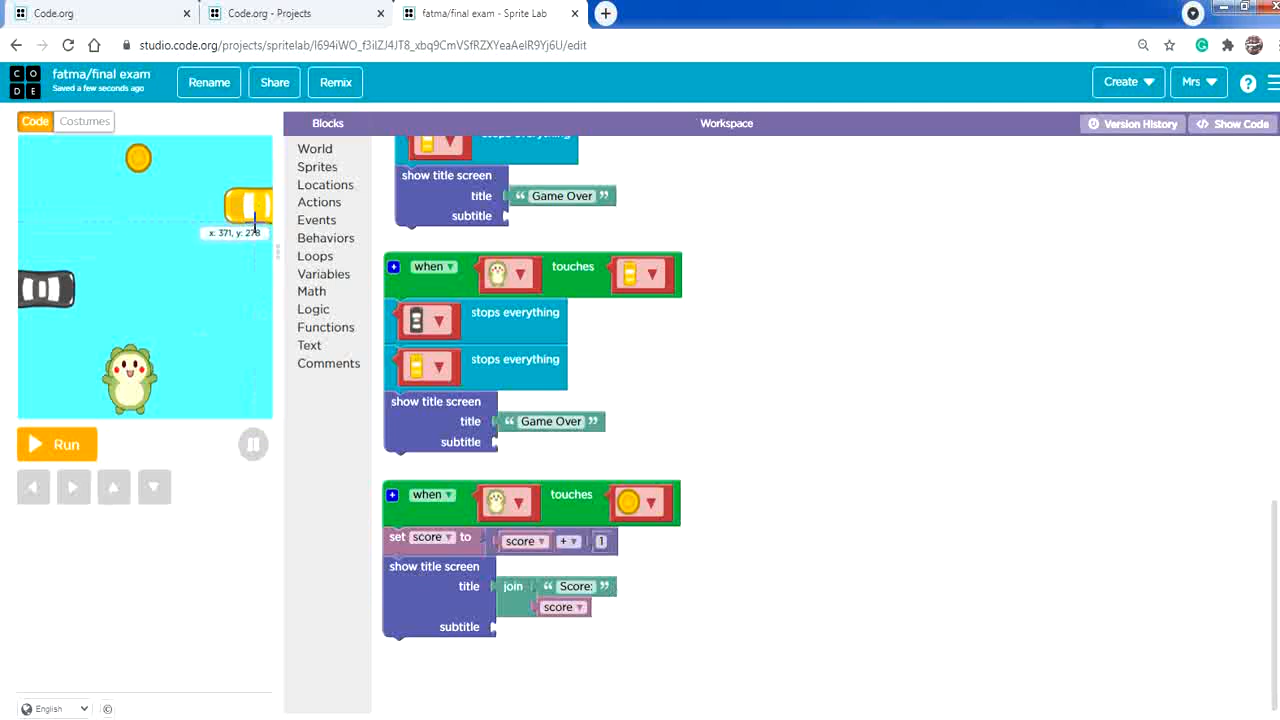 Code.org
Code.org - Projects
fatma/final exam - Sprite Lab
studio.code.org/projects/spritelab/l694iWO_f3ilZJ4JT8_xbq9CmVSfRZXYeaAeIR9Yj6U/edit
C O
D E
fatma/final exam
Saved a few seconds ago
Rename
Share
Remix
Create
Mrs
?
Code
Costumes
Blocks
Workspace
Version History
Show Code
World
Sprites
Locations
Actions
Events
Behaviors
Loops
Variables
Math
Logic
Functions
Text
Comments
x: 371, y: 278
Run
stops everything
show title screen
title “ Game Over ”
subtitle
when touches
stops everything
stops everything
show title screen
title “ Game Over ”
subtitle
when touches
set score to score + 1
show title screen
title join “ Score: ”
score
subtitle
English
©